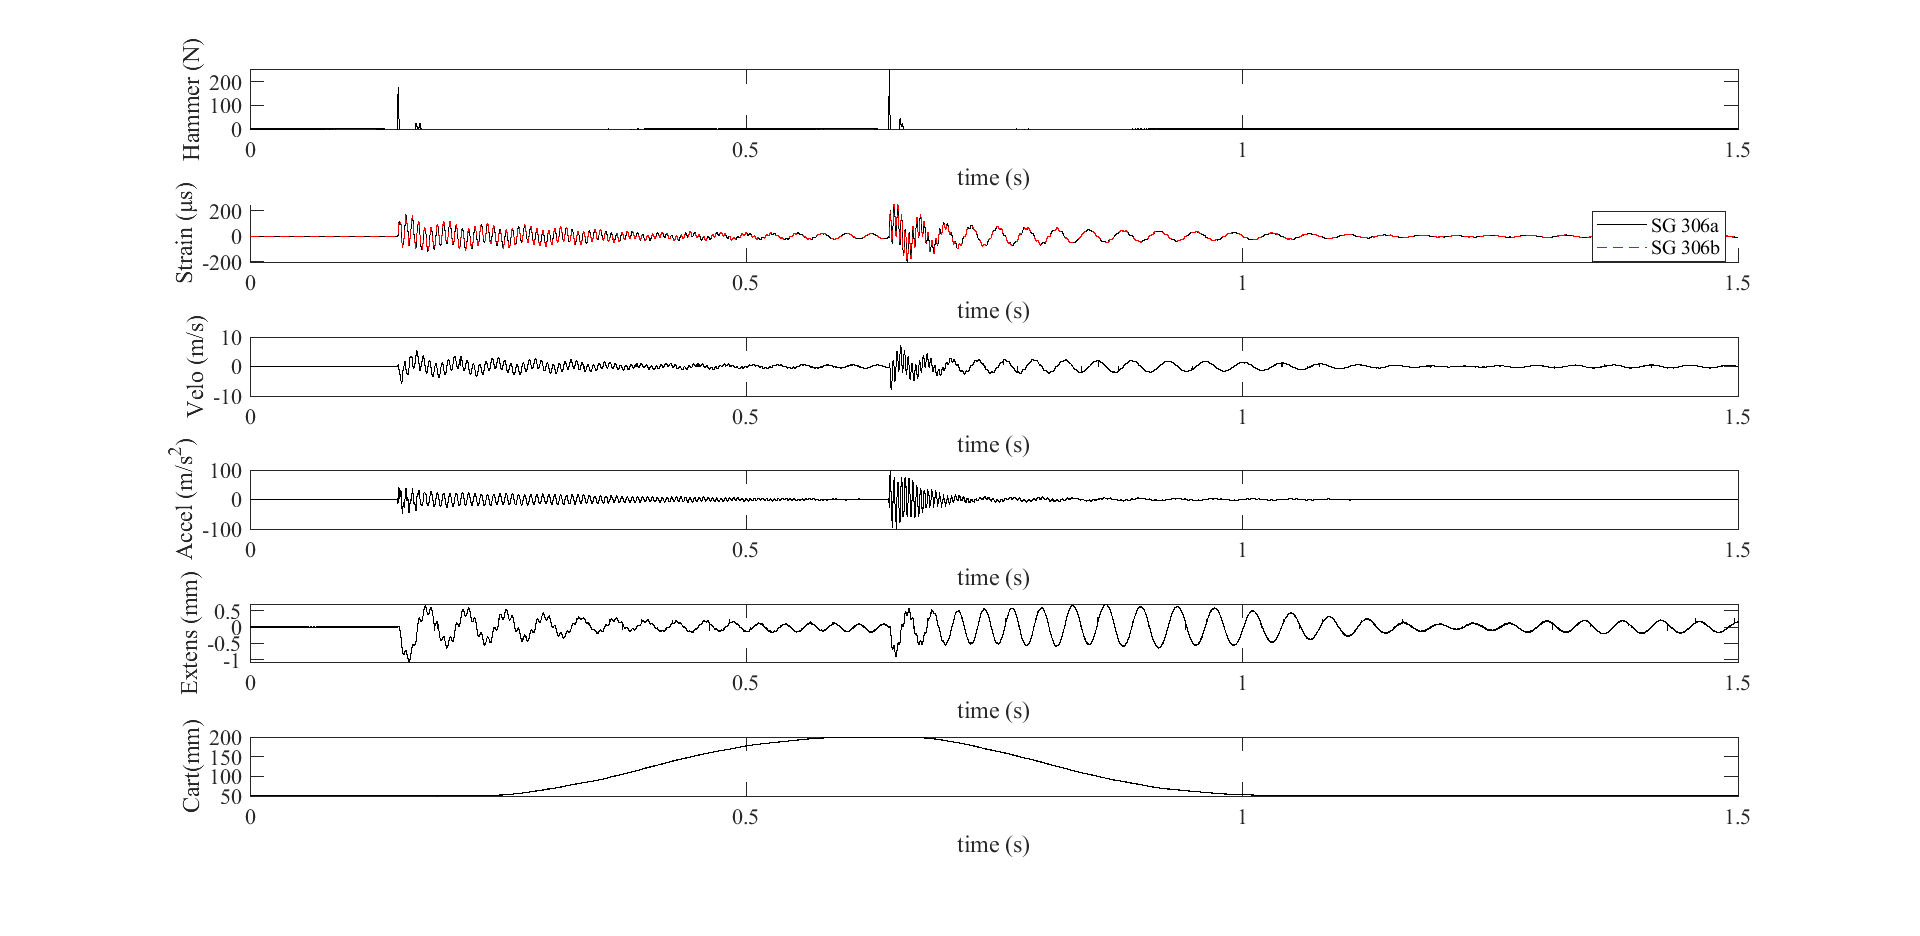 Hammer (N)
200
100
0
0 0.5 1 1.5
time (s)
Strain (μs)
200
0
-200
SG 306a
SG 306b
0 0.5 1 1.5
time (s)
Velo (m/s)
10
0
-10
0 0.5 1 1.5
time (s)
Accel (m/s²)
100
0
-100
0 0.5 1 1.5
time (s)
Extens (mm)
0.5
0
-0.5
-1
0 0.5 1 1.5
time (s)
Cart(mm)
200
150
100
50
0 0.5 1 1.5
time (s)